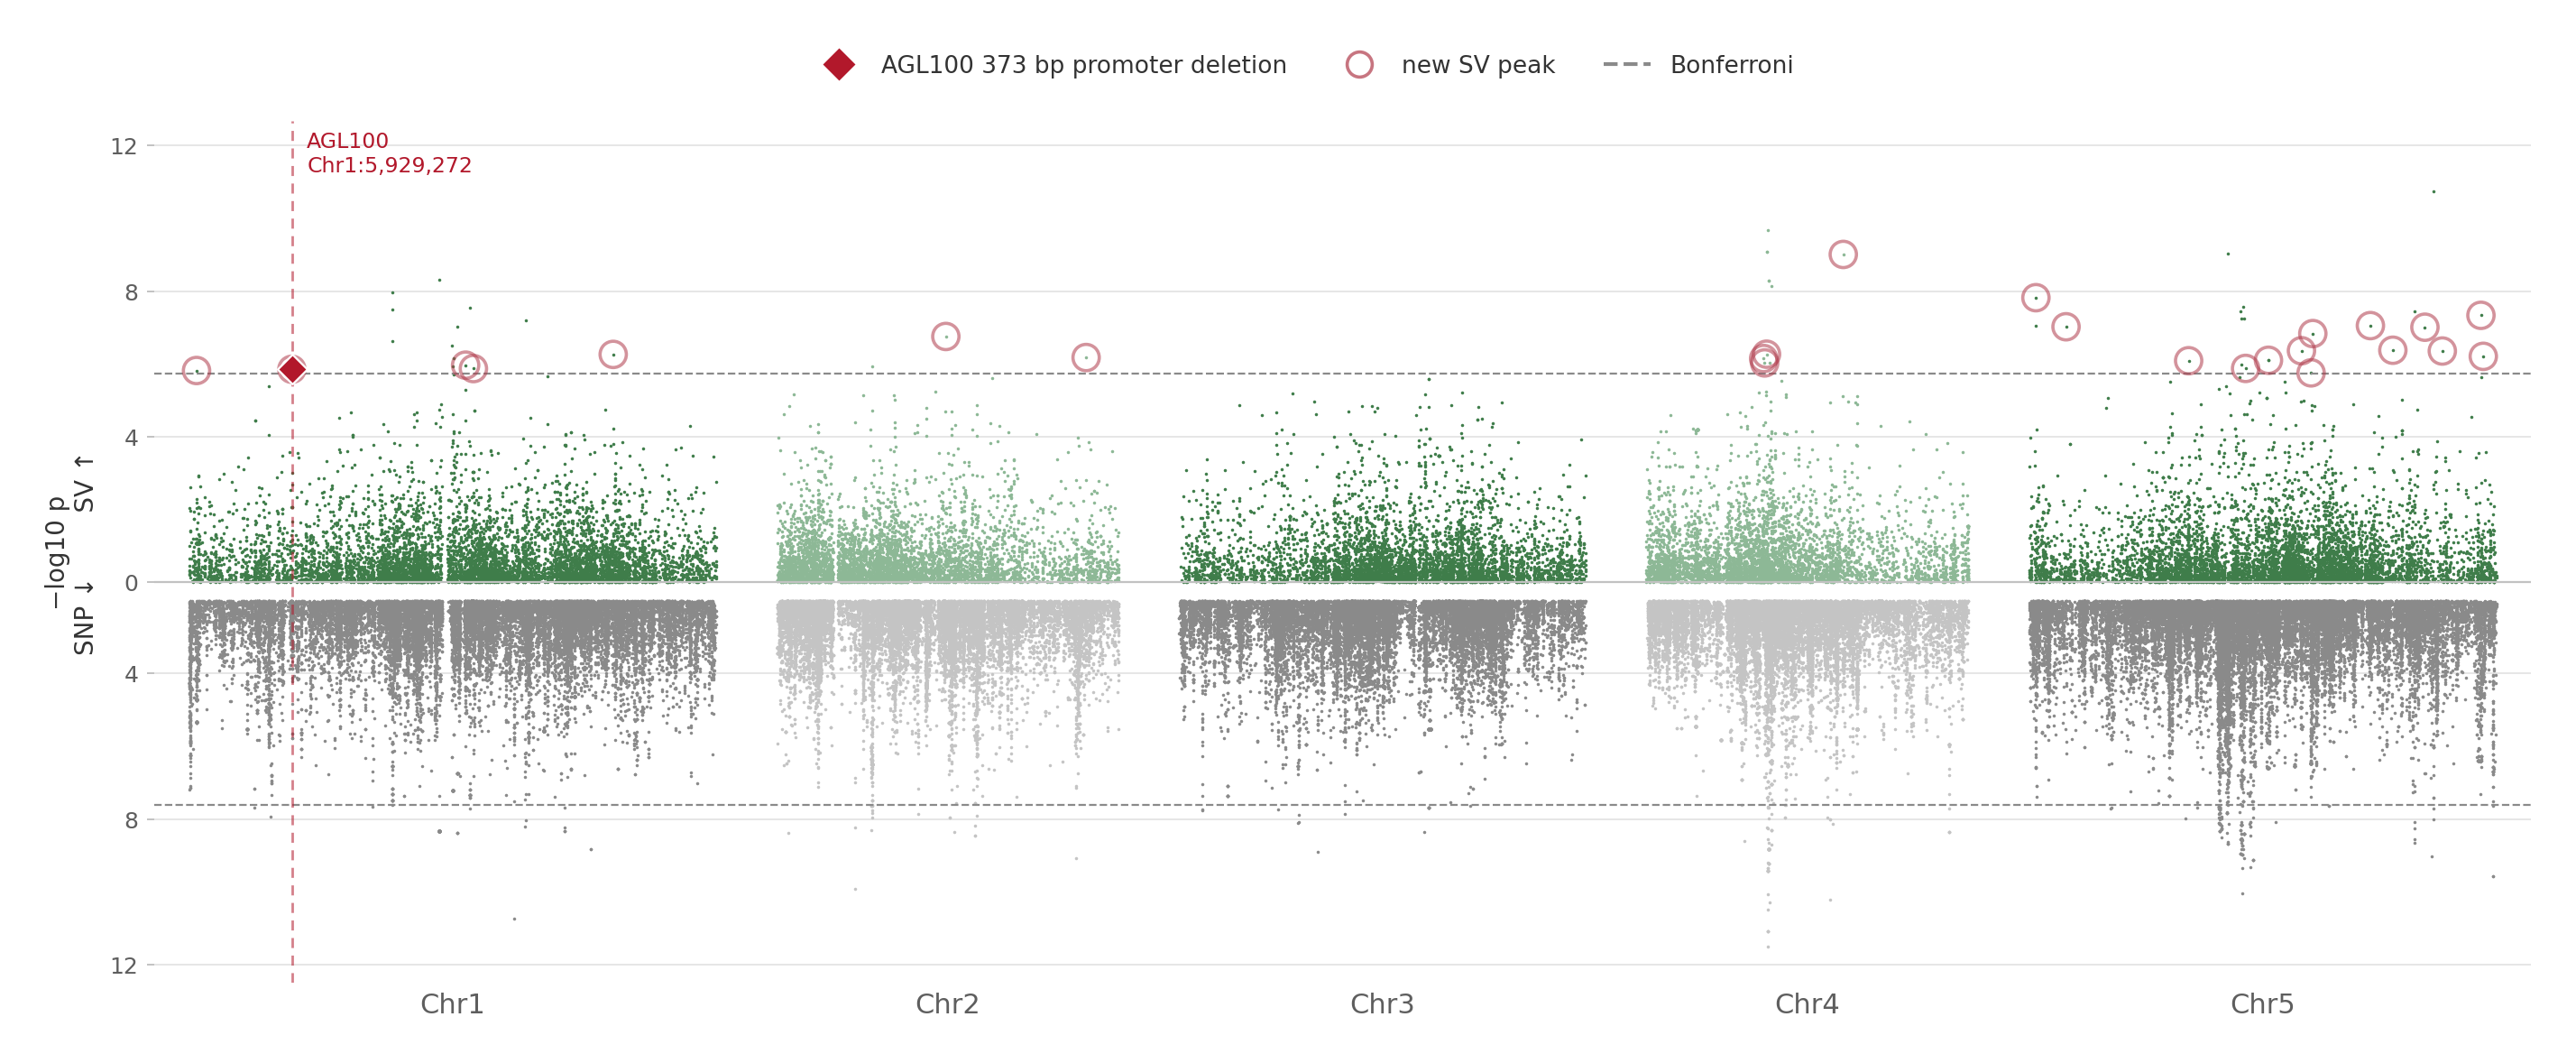 AGL100 373 bp promoter deletion
new SV peak
Bonferroni
AGL100
Chr1:5,929,272
12
8
4
0
4
8
12
−log10 p
SNP ↓ SV ↑
Chr1
Chr2
Chr3
Chr4
Chr5